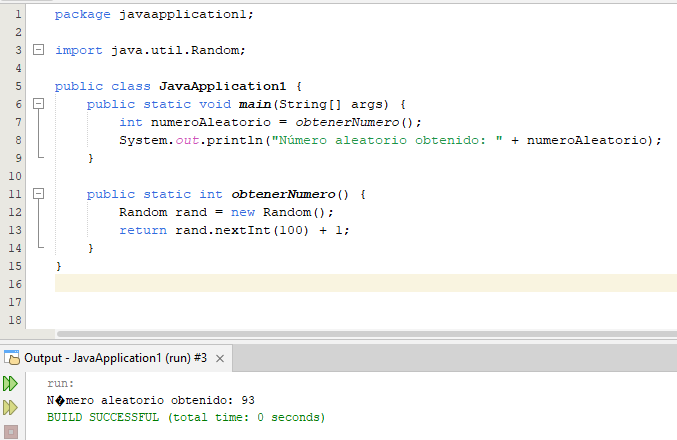 1 package javaapplication1;
2
3 import java.util.Random;
4
5 public class JavaApplication1 {
6 public static void main(String[] args) {
7 int numeroAleatorio = obtenerNumero();
8 System.out.println("Número aleatorio obtenido: " + numeroAleatorio);
9 }
10
11 public static int obtenerNumero() {
12 Random rand = new Random();
13 return rand.nextInt(100) + 1;
14 }
15 }
16
17
18
Output - JavaApplication1 (run) #3 ×
run:
N�mero aleatorio obtenido: 93
BUILD SUCCESSFUL (total time: 0 seconds)